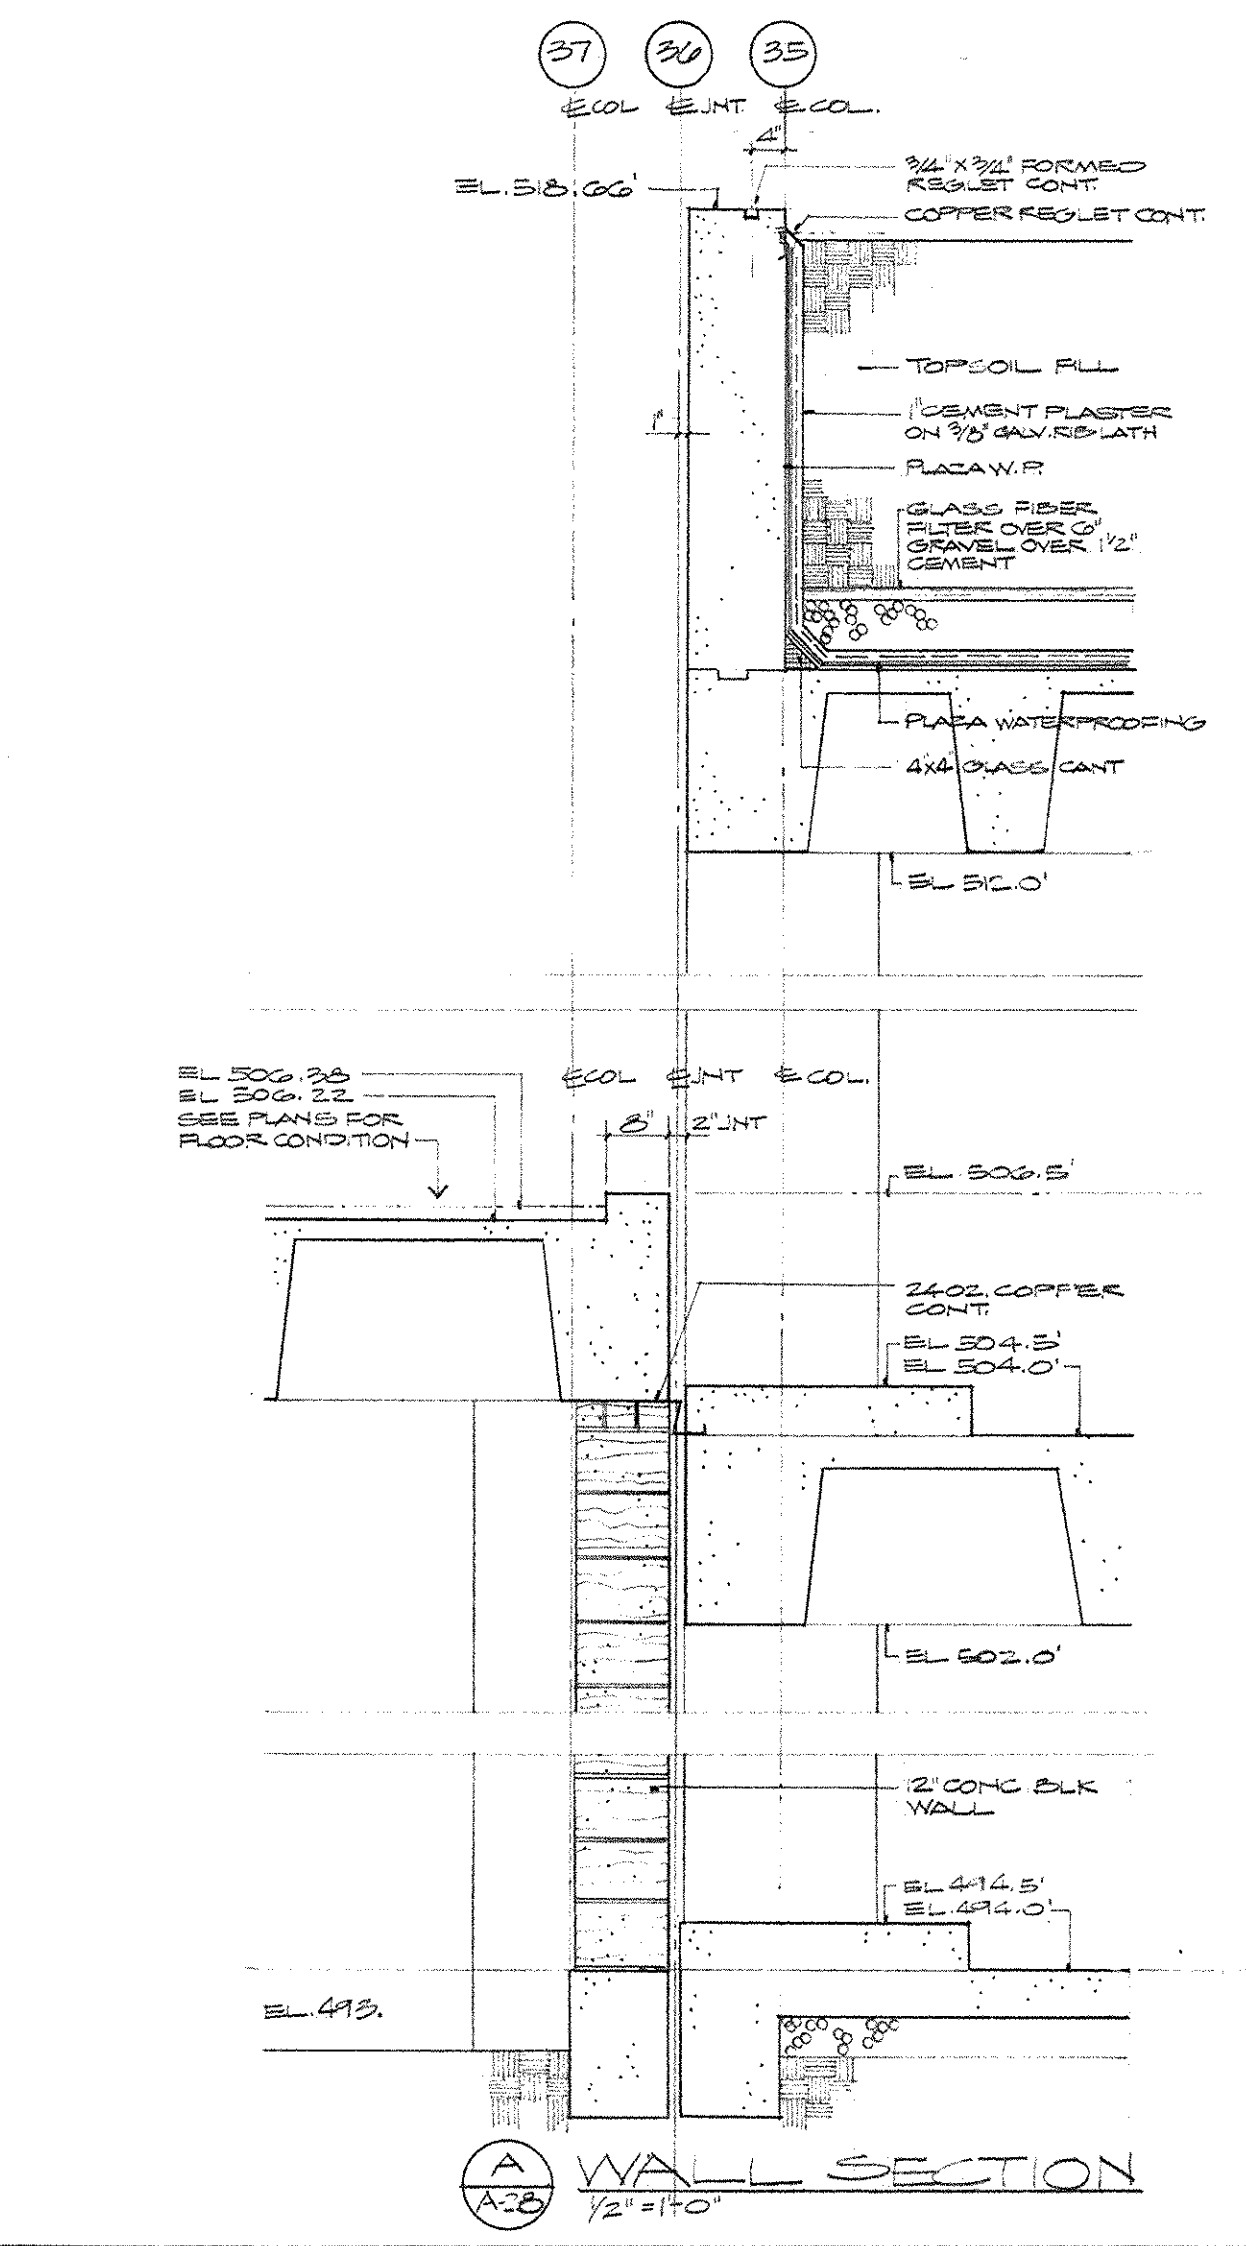 37 36 35
℄ COL ℄ JNT. ℄ COL.
4"
3/4" X 3/4" FORMED
REGLET CONT.
EL. 518.66'
COPPER REGLET CONT.
TOPSOIL FILL
1" CEMENT PLASTER
ON 3/8" GALV. RIB LATH
1"
PLAZA W.P.
GLASS FIBER
FILTER OVER 6"
GRAVEL OVER 1 1/2"
CEMENT
PLAZA WATERPROOFING
4"X4" GLASS CANT
EL 512.0'
EL 506.38
EL 506.22
SEE PLANS FOR
FLOOR CONDITION
℄ COL ℄ JNT ℄ COL.
8" 2" JNT
EL 506.5'
24 OZ. COPPER
CONT.
EL 504.5'
EL 504.0'
EL 502.0'
12" CONC BLK
WALL
EL 494.5'
EL. 494.0'
EL. 493.
A
A-28
WALL SECTION
1/2" = 1'-0"